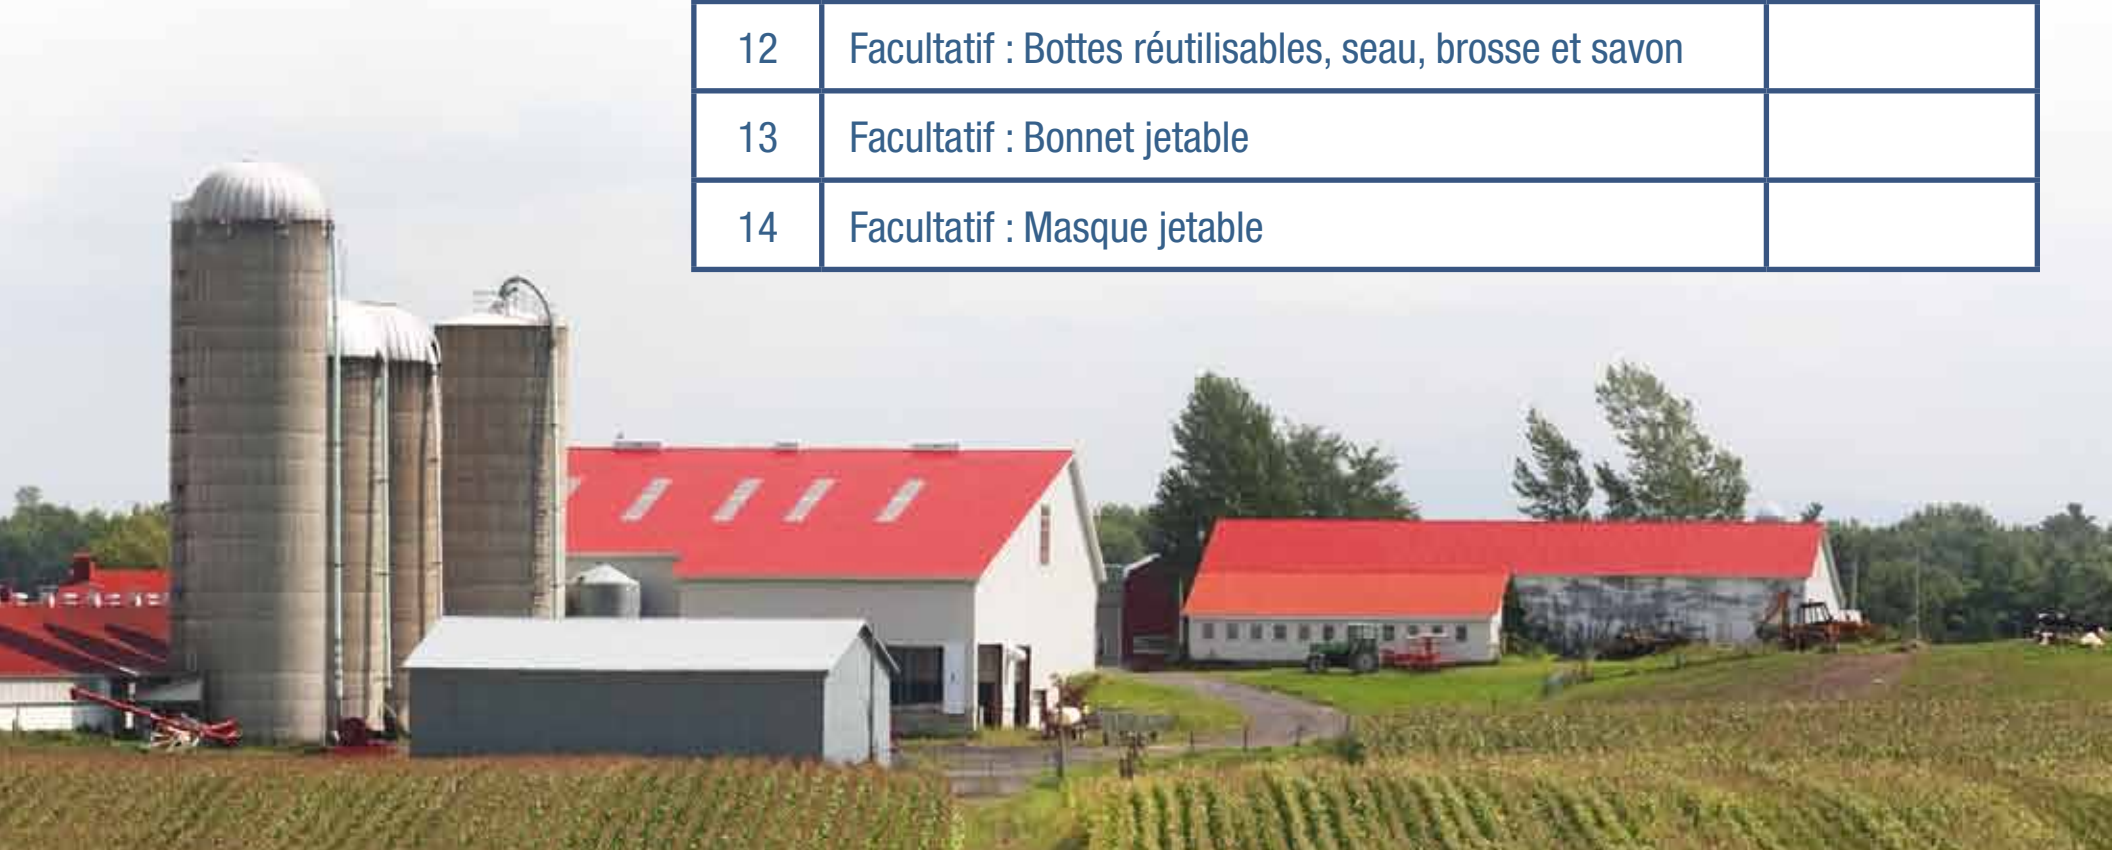 12 Facultatif : Bottes réutilisables, seau, brosse et savon
13 Facultatif : Bonnet jetable
14 Facultatif : Masque jetable